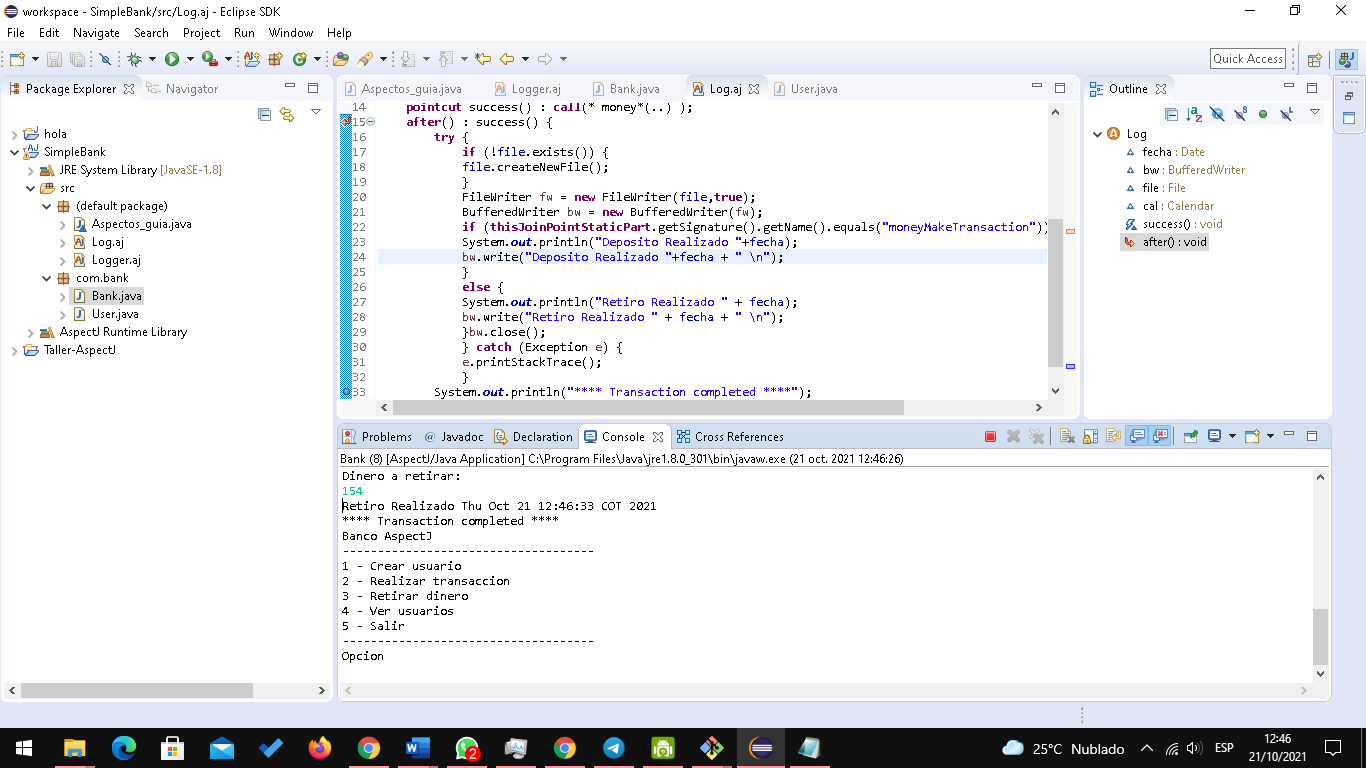 workspace - SimpleBank/src/Log.aj - Eclipse SDK
File Edit Navigate Search Project Run Window Help
Quick Access
Package Explorer Navigator
hola
SimpleBank
JRE System Library [JavaSE-1.8]
src
(default package)
Aspectos_guia.java
Log.aj
Logger.aj
com.bank
Bank.java
User.java
AspectJ Runtime Library
Taller-AspectJ
Aspectos_guia.java Logger.aj Bank.java Log.aj User.java
14 pointcut success() : call(* money*(..) );
15 after() : success() {
16 try {
17 if (!file.exists()) {
18 file.createNewFile();
19 }
20 FileWriter fw = new FileWriter(file,true);
21 BufferedWriter bw = new BufferedWriter(fw);
22 if (thisJoinPointStaticPart.getSignature().getName().equals("moneyMakeTransaction"))
23 System.out.println("Deposito Realizado "+fecha);
24 bw.write("Deposito Realizado "+fecha + " \n");
25 }
26 else {
27 System.out.println("Retiro Realizado " + fecha);
28 bw.write("Retiro Realizado " + fecha + " \n");
29 }bw.close();
30 } catch (Exception e) {
31 e.printStackTrace();
32 }
33 System.out.println("**** Transaction completed ****");
Outline
Log
fecha : Date
bw : BufferedWriter
file : File
cal : Calendar
success() : void
after() : void
Problems @ Javadoc Declaration Console Cross References
Bank (8) [AspectJ/Java Application] C:\Program Files\Java\jre1.8.0_301\bin\javaw.exe (21 oct. 2021 12:46:26)
Dinero a retirar:
154
Retiro Realizado Thu Oct 21 12:46:33 COT 2021
**** Transaction completed ****
Banco AspectJ
------------------------------------
1 - Crear usuario
2 - Realizar transaccion
3 - Retirar dinero
4 - Ver usuarios
5 - Salir
------------------------------------
Opcion
2
25°C Nublado
ESP
12:46
21/10/2021